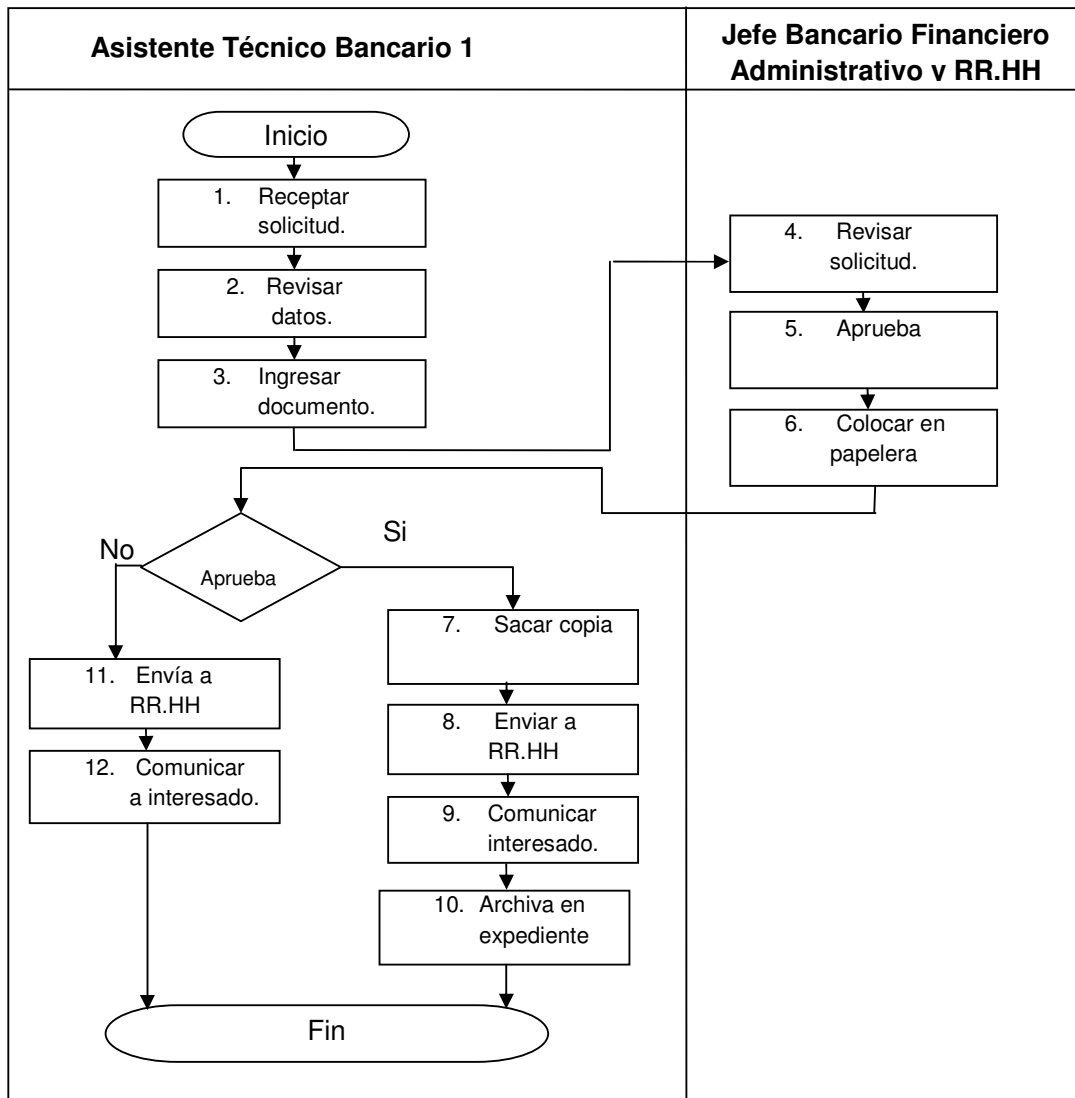 Asistente Técnico Bancario 1
Jefe Bancario Financiero
Administrativo y RR.HH
Inicio
1. Receptar
solicitud.
2. Revisar
datos.
3. Ingresar
documento.
4. Revisar
solicitud.
5. Aprueba
6. Colocar en
papelera
No
Aprueba
Si
7. Sacar copia
8. Enviar a
RR.HH
9. Comunicar
interesado.
10. Archiva en
expediente
11. Envía a
RR.HH
12. Comunicar
a interesado.
Fin